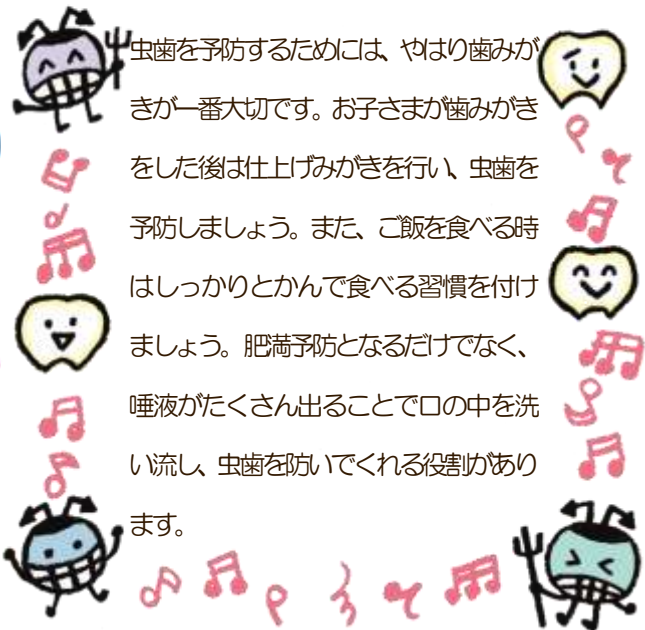 虫歯を予防するためには、やはり歯みが
きが一番大切です。お子さまが歯みがき
をした後は仕上げみがきを行い、虫歯を
予防しましょう。また、ご飯を食べる時
はしっかりとかんで食べる習慣を付け
ましょう。肥満予防となるだけでなく、
唾液がたくさん出ることで口の中を洗
い流し、虫歯を防いでくれる役割があり
ます。